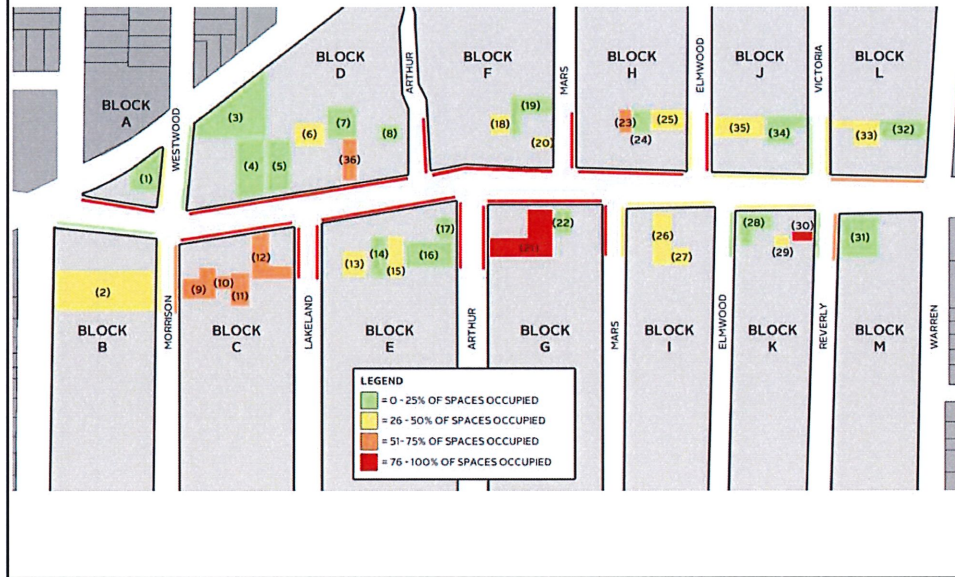 BLOCK
A
WESTWOOD
BLOCK
D
ARTHUR
BLOCK
F
MARS
BLOCK
H
ELMWOOD
BLOCK
J
VICTORIA
BLOCK
L
(1)
(3)
(4)
(5)
(6)
(7)
(8)
(36)
(18)
(19)
(20)
(23)
(24)
(25)
(35)
(34)
(33)
(32)
(2)
BLOCK
B
MORRISON
(9)
(10)
(11)
(12)
BLOCK
C
LAKELAND
(13)
(14)
(15)
(16)
(17)
BLOCK
E
ARTHUR
(22)
BLOCK
G
MARS
(26)
(27)
BLOCK
I
ELMWOOD
(28)
(29)
(30)
BLOCK
K
REVERLY
(31)
BLOCK
M
WARREN
LEGEND
= 0 - 25% OF SPACES OCCUPIED
= 26 - 50% OF SPACES OCCUPIED
= 51-75% OF SPACES OCCUPIED
= 76 - 100% OF SPACES OCCUPIED